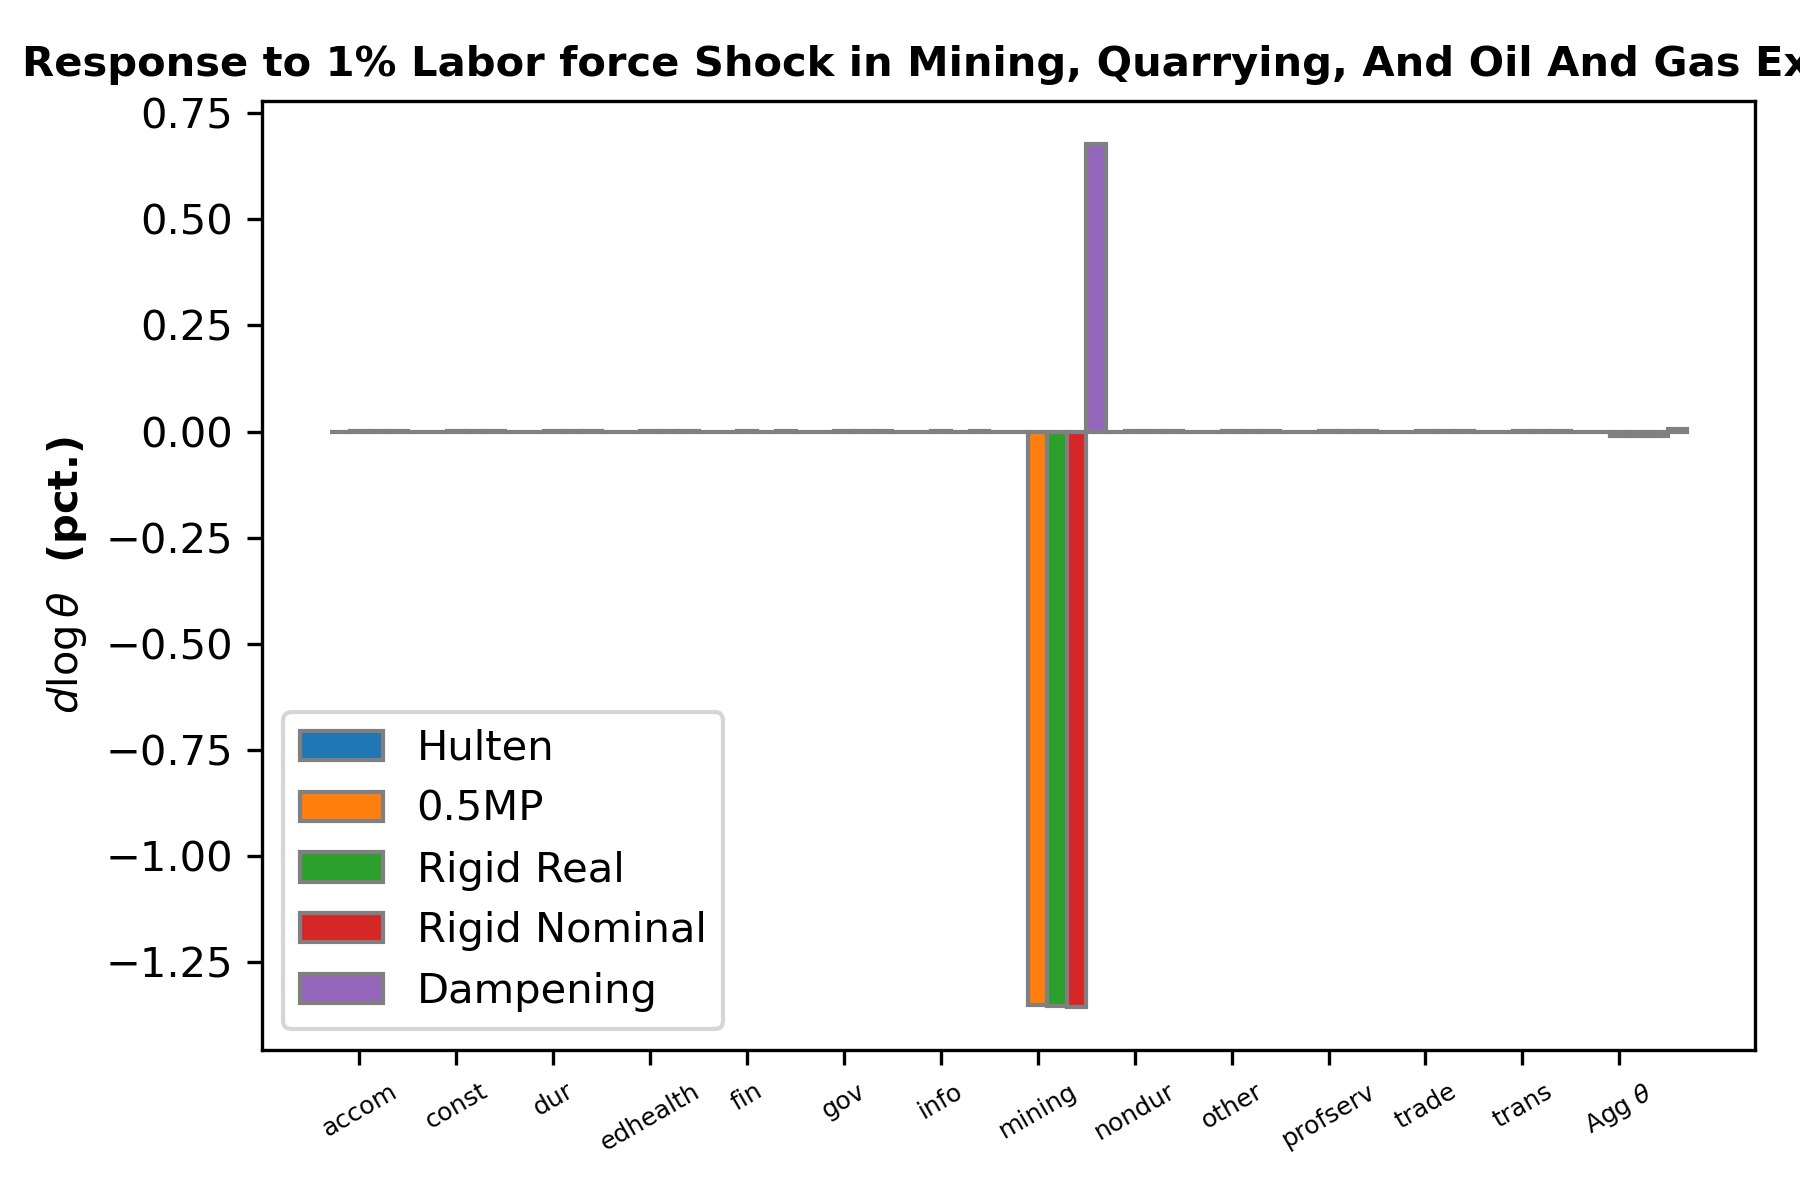 Response to 1% Labor force Shock in Mining, Quarrying, And Oil And Gas Ex
0.75
0.50
0.25
0.00
−0.25
−0.50
−0.75
−1.00
−1.25
dlog θ (pct.)
Hulten
0.5MP
Rigid Real
Rigid Nominal
Dampening
accom
const
dur
edhealth
fin
gov
info
mining
nondur
other
profserv
trade
trans
Agg θ